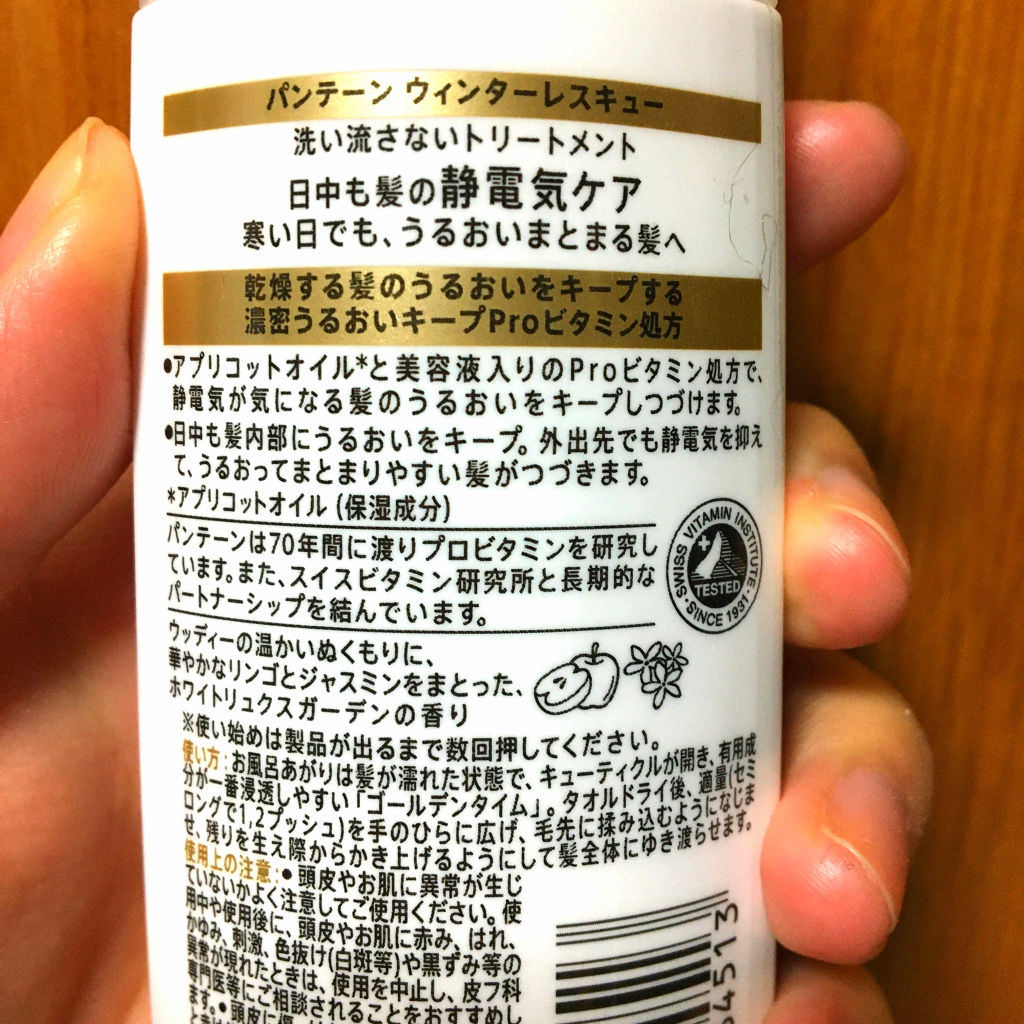 パンテーン ウィンターレスキュー
洗い流さないトリートメント
日中も髪の静電気ケア
寒い日でも、うるおいまとまる髪へ
乾燥する髪のうるおいをキープする
濃密うるおいキープProビタミン処方
●アプリコットオイル*と美容液入りのProビタミン処方で、
静電気が気になる髪のうるおいをキープしつづけます。
●日中も髪内部にうるおいをキープ。外出先でも静電気を抑え
て、うるおってまとまりやすい髪がつづきます。
*アプリコットオイル (保湿成分)
パンテーンは70年間に渡りプロビタミンを研究し
ています。また、スイスビタミン研究所と長期的な
パートナーシップを結んでいます。
SWISS VITAMIN INSTITUTE
TESTED
SINCE 1931
ウッディーの温かいぬくもりに、
華やかなリンゴとジャスミンをまとった、
ホワイトリュクスガーデンの香り
※使い始めは製品が出るまで数回押してください。
使い方:お風呂あがりは髪が濡れた状態で、キューティクルが開き、有用成
分が一番浸透しやすい「ゴールデンタイム」。タオルドライ後、適量(セミ
ロングで1,2プッシュ)を手のひらに広げ、毛先に揉み込むようになじま
せ、残りを生え際からかき上げるようにして髪全体にゆき渡らせます。
使用上の注意:●頭皮やお肌に異常が生じ
ていないかよく注意してご使用ください。使
用中や使用後に、頭皮やお肌に赤み、はれ、
かゆみ、刺激、色抜け(白斑等)や黒ずみ等の
異常が現れたときは、使用を中止し、皮フ科
専門医等にご相談されることをおすすめし
ます。●頭皮に
4513